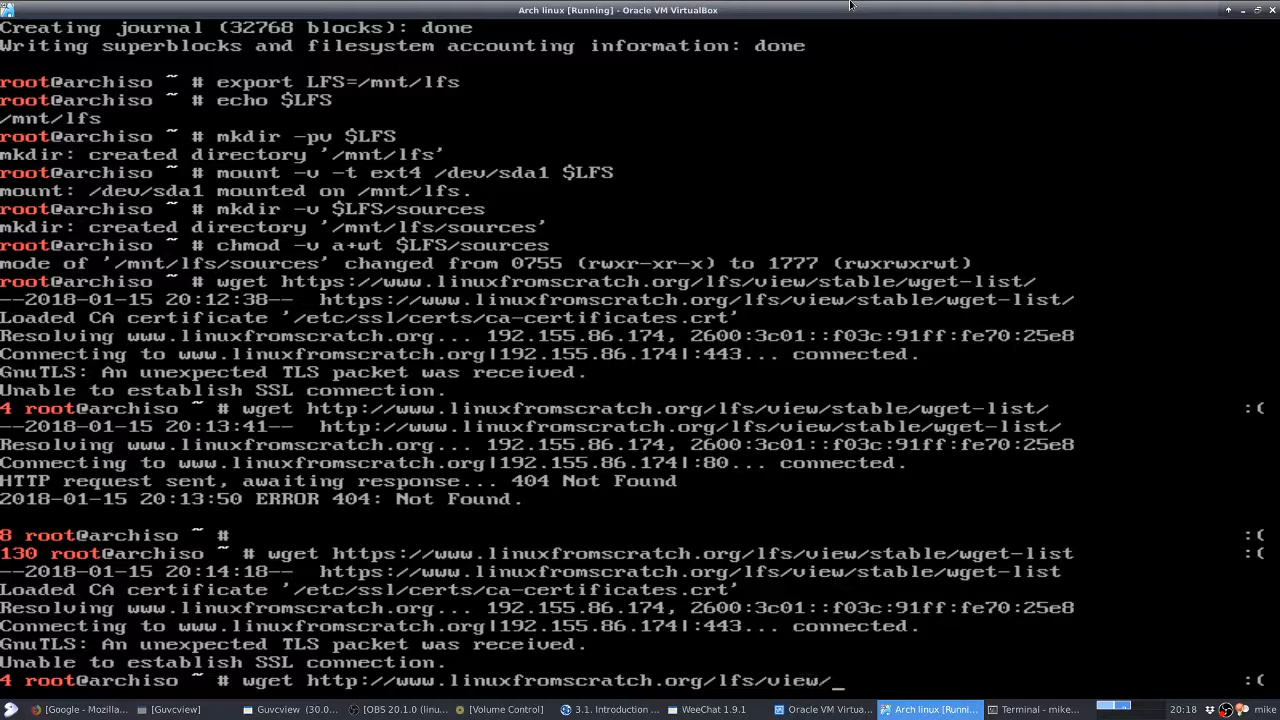 Arch linux [Running] - Oracle VM VirtualBox
Creating journal (32768 blocks): done
Writing superblocks and filesystem accounting information: done
root@archiso ~ # export LFS=/mnt/lfs
root@archiso ~ # echo $LFS
/mnt/lfs
root@archiso ~ # mkdir -pv $LFS
mkdir: created directory '/mnt/lfs'
root@archiso ~ # mount -v -t ext4 /dev/sda1 $LFS
mount: /dev/sda1 mounted on /mnt/lfs.
root@archiso ~ # mkdir -v $LFS/sources
mkdir: created directory '/mnt/lfs/sources'
root@archiso ~ # chmod -v a+wt $LFS/sources
mode of '/mnt/lfs/sources' changed from 0755 (rwxr-xr-x) to 1777 (rwxrwxrwt)
root@archiso ~ # wget https://www.linuxfromscratch.org/lfs/view/stable/wget-list/
--2018-01-15 20:12:38--  https://www.linuxfromscratch.org/lfs/view/stable/wget-list/
Loaded CA certificate '/etc/ssl/certs/ca-certificates.crt'
Resolving www.linuxfromscratch.org... 192.155.86.174, 2600:3c01::f03c:91ff:fe70:25e8
Connecting to www.linuxfromscratch.org|192.155.86.174|:443... connected.
GnuTLS: An unexpected TLS packet was received.
Unable to establish SSL connection.
4 root@archiso ~ # wget http://www.linuxfromscratch.org/lfs/view/stable/wget-list/ :(
--2018-01-15 20:13:41--  http://www.linuxfromscratch.org/lfs/view/stable/wget-list/
Resolving www.linuxfromscratch.org... 192.155.86.174, 2600:3c01::f03c:91ff:fe70:25e8
Connecting to www.linuxfromscratch.org|192.155.86.174|:80... connected.
HTTP request sent, awaiting response... 404 Not Found
2018-01-15 20:13:50 ERROR 404: Not Found.
8 root@archiso ~ # :(
130 root@archiso ~ # wget https://www.linuxfromscratch.org/lfs/view/stable/wget-list :(
--2018-01-15 20:14:18--  https://www.linuxfromscratch.org/lfs/view/stable/wget-list
Loaded CA certificate '/etc/ssl/certs/ca-certificates.crt'
Resolving www.linuxfromscratch.org... 192.155.86.174, 2600:3c01::f03c:91ff:fe70:25e8
Connecting to www.linuxfromscratch.org|192.155.86.174|:443... connected.
GnuTLS: An unexpected TLS packet was received.
Unable to establish SSL connection.
4 root@archiso ~ # wget http://www.linuxfromscratch.org/lfs/view/_ :(
[Google - Mozilla... [Guvcview] Guvcview (30.0... [OBS 20.1.0 (linu... [Volume Control] 3.1. Introduction ... WeeChat 1.9.1 Oracle VM Virtua... Arch linux [Runni... Terminal - mike... 20:18 mike